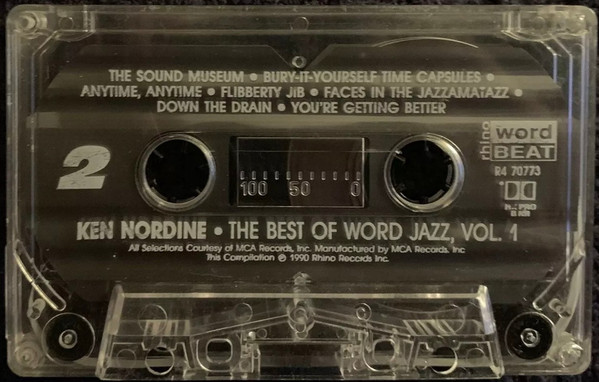 THE SOUND MUSEUM • BURY-IT-YOURSELF TIME CAPSULES •
ANYTIME, ANYTIME • FLIBBERTY JIB • FACES IN THE JAZZAMATAZZ •
DOWN THE DRAIN • YOU'RE GETTING BETTER
2
rhino
word
BEAT
R4 70773
100 50 0
KEN NORDINE • THE BEST OF WORD JAZZ, VOL. 1
All Selections Courtesy of MCA Records, Inc. Manufactured by MCA Records, Inc
This Compilation ℗ 1990 Rhino Records Inc.